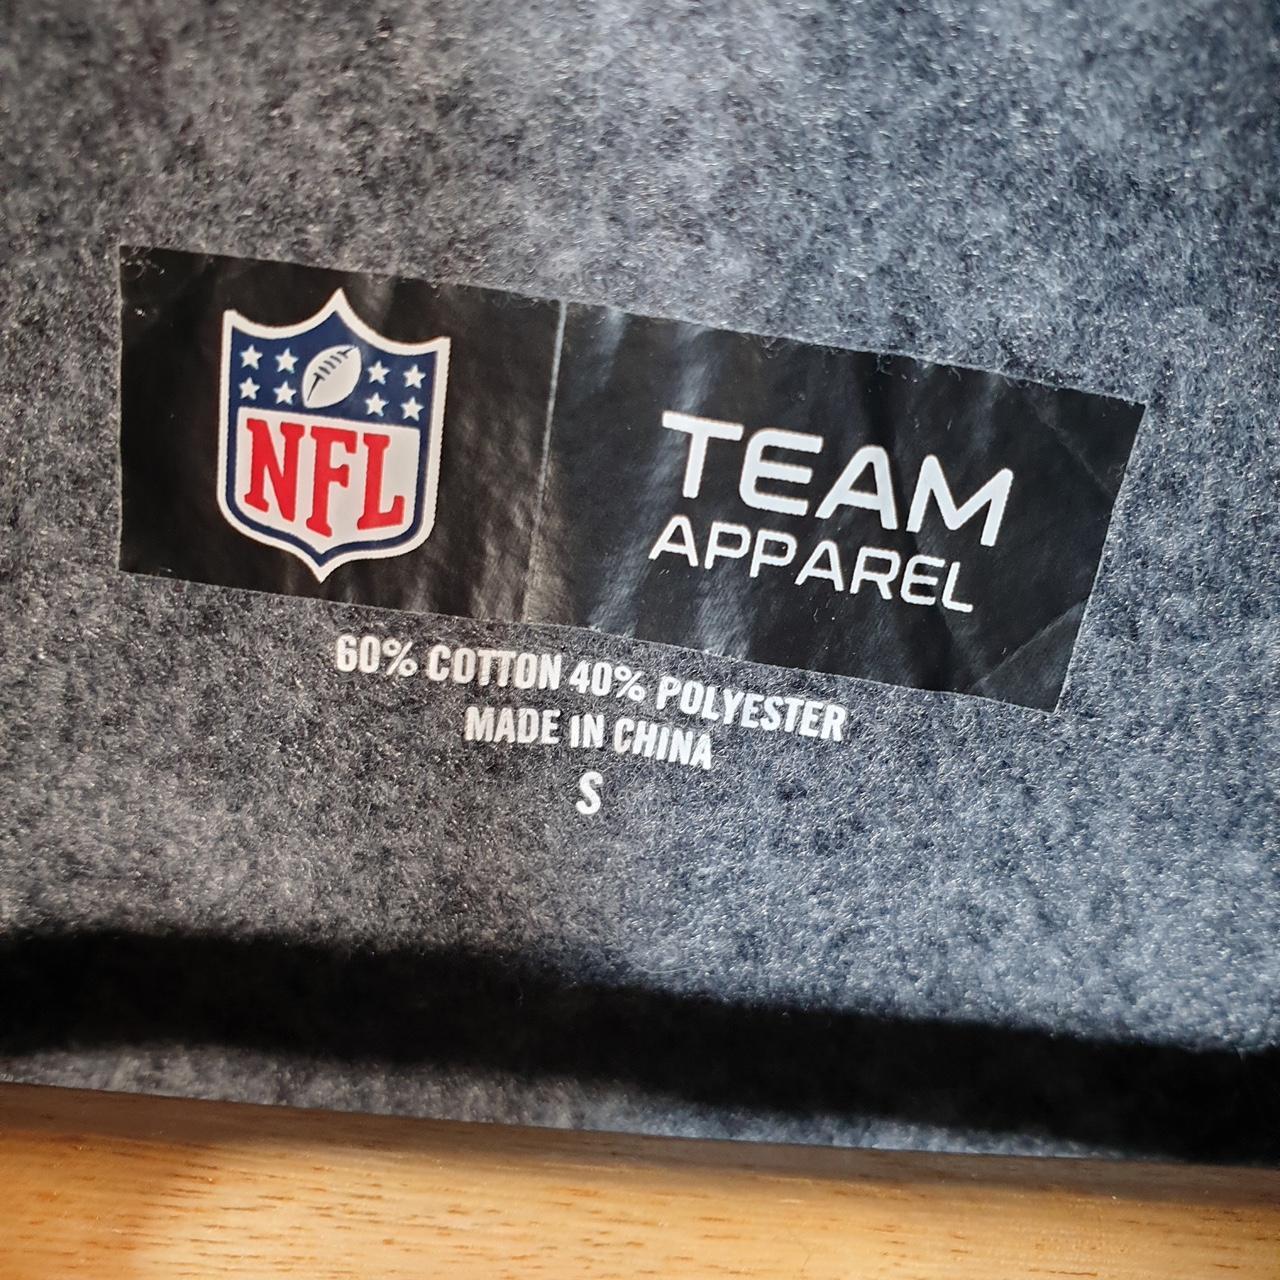 NFL
TEAM
APPAREL
60% COTTON 40% POLYESTER
MADE IN CHINA
S